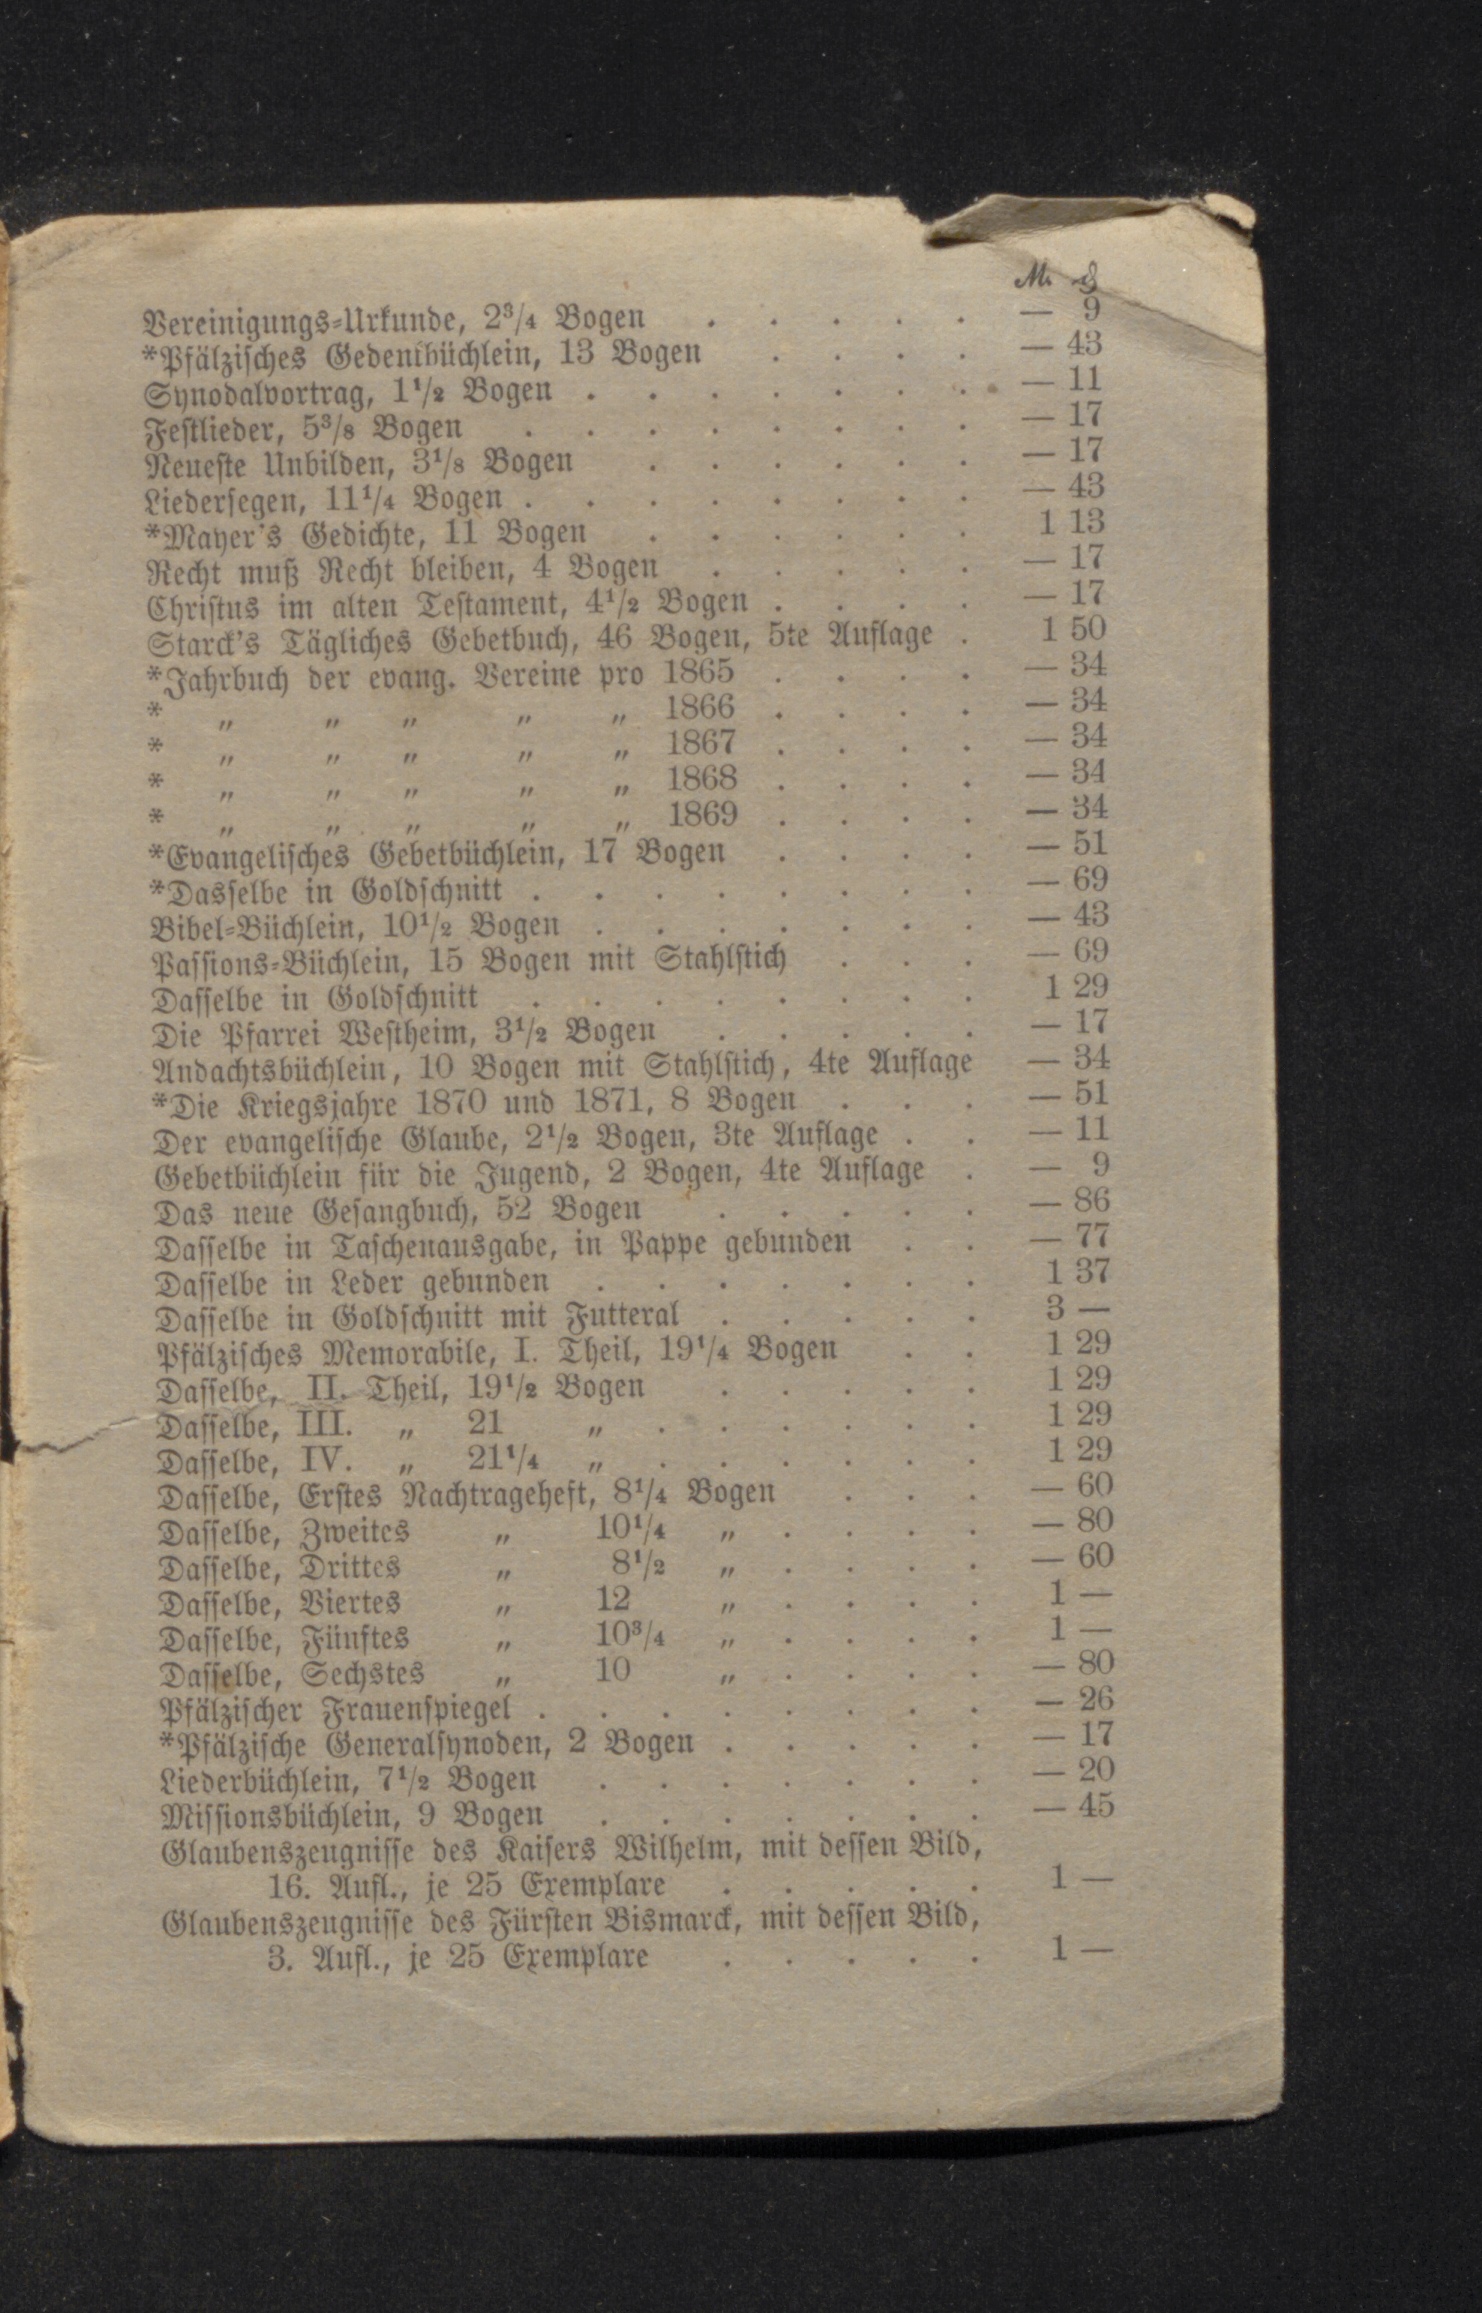 M. ₰
Vereinigungs-Urkunde, 2³/₄ Bogen . . . . . — 9
*Pfälzisches Gedenkbüchlein, 13 Bogen . . . . — 43
Synodalvortrag, 1¹/₂ Bogen . . . . . . . — 11
Festlieder, 5³/₈ Bogen . . . . . . . . — 17
Neueste Unbilden, 3¹/₈ Bogen . . . . . . — 17
Liedersegen, 11¹/₄ Bogen . . . . . . . . — 43
*Mayer's Gedichte, 11 Bogen . . . . . . 1 13
Recht muß Recht bleiben, 4 Bogen . . . . . — 17
Christus im alten Testament, 4¹/₂ Bogen . . . . — 17
Starck's Tägliches Gebetbuch, 46 Bogen, 5te Auflage . 1 50
*Jahrbuch der evang. Vereine pro 1865 . . . . — 34
* „ „ „ „ „ 1866 . . . . — 34
* „ „ „ „ „ 1867 . . . . — 34
* „ „ „ „ „ 1868 . . . . — 34
* „ „ „ „ „ 1869 . . . . — 34
*Evangelisches Gebetbüchlein, 17 Bogen . . . . — 51
*Dasselbe in Goldschnitt . . . . . . . . — 69
Bibel-Büchlein, 10¹/₂ Bogen . . . . . . . — 43
Passions-Büchlein, 15 Bogen mit Stahlstich . . . — 69
Dasselbe in Goldschnitt . . . . . . . . 1 29
Die Pfarrei Westheim, 3¹/₂ Bogen . . . . . — 17
Andachtsbüchlein, 10 Bogen mit Stahlstich, 4te Auflage — 34
*Die Kriegsjahre 1870 und 1871, 8 Bogen . . . — 51
Der evangelische Glaube, 2¹/₂ Bogen, 3te Auflage . . — 11
Gebetbüchlein für die Jugend, 2 Bogen, 4te Auflage . — 9
Das neue Gesangbuch, 52 Bogen . . . . . — 86
Dasselbe in Taschenausgabe, in Pappe gebunden . . — 77
Dasselbe in Leder gebunden . . . . . . . 1 37
Dasselbe in Goldschnitt mit Futteral . . . . . 3 —
Pfälzisches Memorabile, I. Theil, 19¹/₄ Bogen . . 1 29
Dasselbe, II. Theil, 19¹/₂ Bogen . . . . . 1 29
Dasselbe, III. „ 21 „ . . . . . . 1 29
Dasselbe, IV. „ 21¹/₄ „ . . . . . . 1 29
Dasselbe, Erstes Nachtrageheft, 8¹/₄ Bogen . . . — 60
Dasselbe, Zweites „ 10¹/₄ „ . . . . — 80
Dasselbe, Drittes „ 8¹/₂ „ . . . . — 60
Dasselbe, Viertes „ 12 „ . . . . 1 —
Dasselbe, Fünftes „ 10³/₄ „ . . . . 1 —
Dasselbe, Sechstes „ 10 „ . . . . — 80
Pfälzischer Frauenspiegel . . . . . . . . — 26
*Pfälzische Generalsynoden, 2 Bogen . . . . . — 17
Liederbüchlein, 7¹/₂ Bogen . . . . . . . — 20
Missionsbüchlein, 9 Bogen . . . . . . . — 45
Glaubenszeugnisse des Kaisers Wilhelm, mit dessen Bild,
16. Aufl., je 25 Exemplare . . . . . 1 —
Glaubenszeugnisse des Fürsten Bismarck, mit dessen Bild,
3. Aufl., je 25 Exemplare . . . . . 1 —